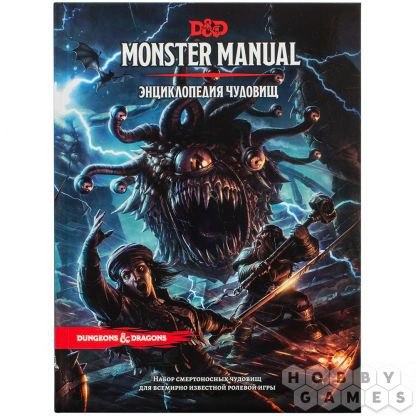 D&D
MONSTER MANUAL
ЭНЦИКЛОПЕДИЯ ЧУДОВИЩ
DUNGEONS & DRAGONS
НАБОР СМЕРТОНОСНЫХ ЧУДОВИЩ
ДЛЯ ВСЕМИРНО ИЗВЕСТНОЙ РОЛЕВОЙ ИГРЫ
HOBBY
GAMES